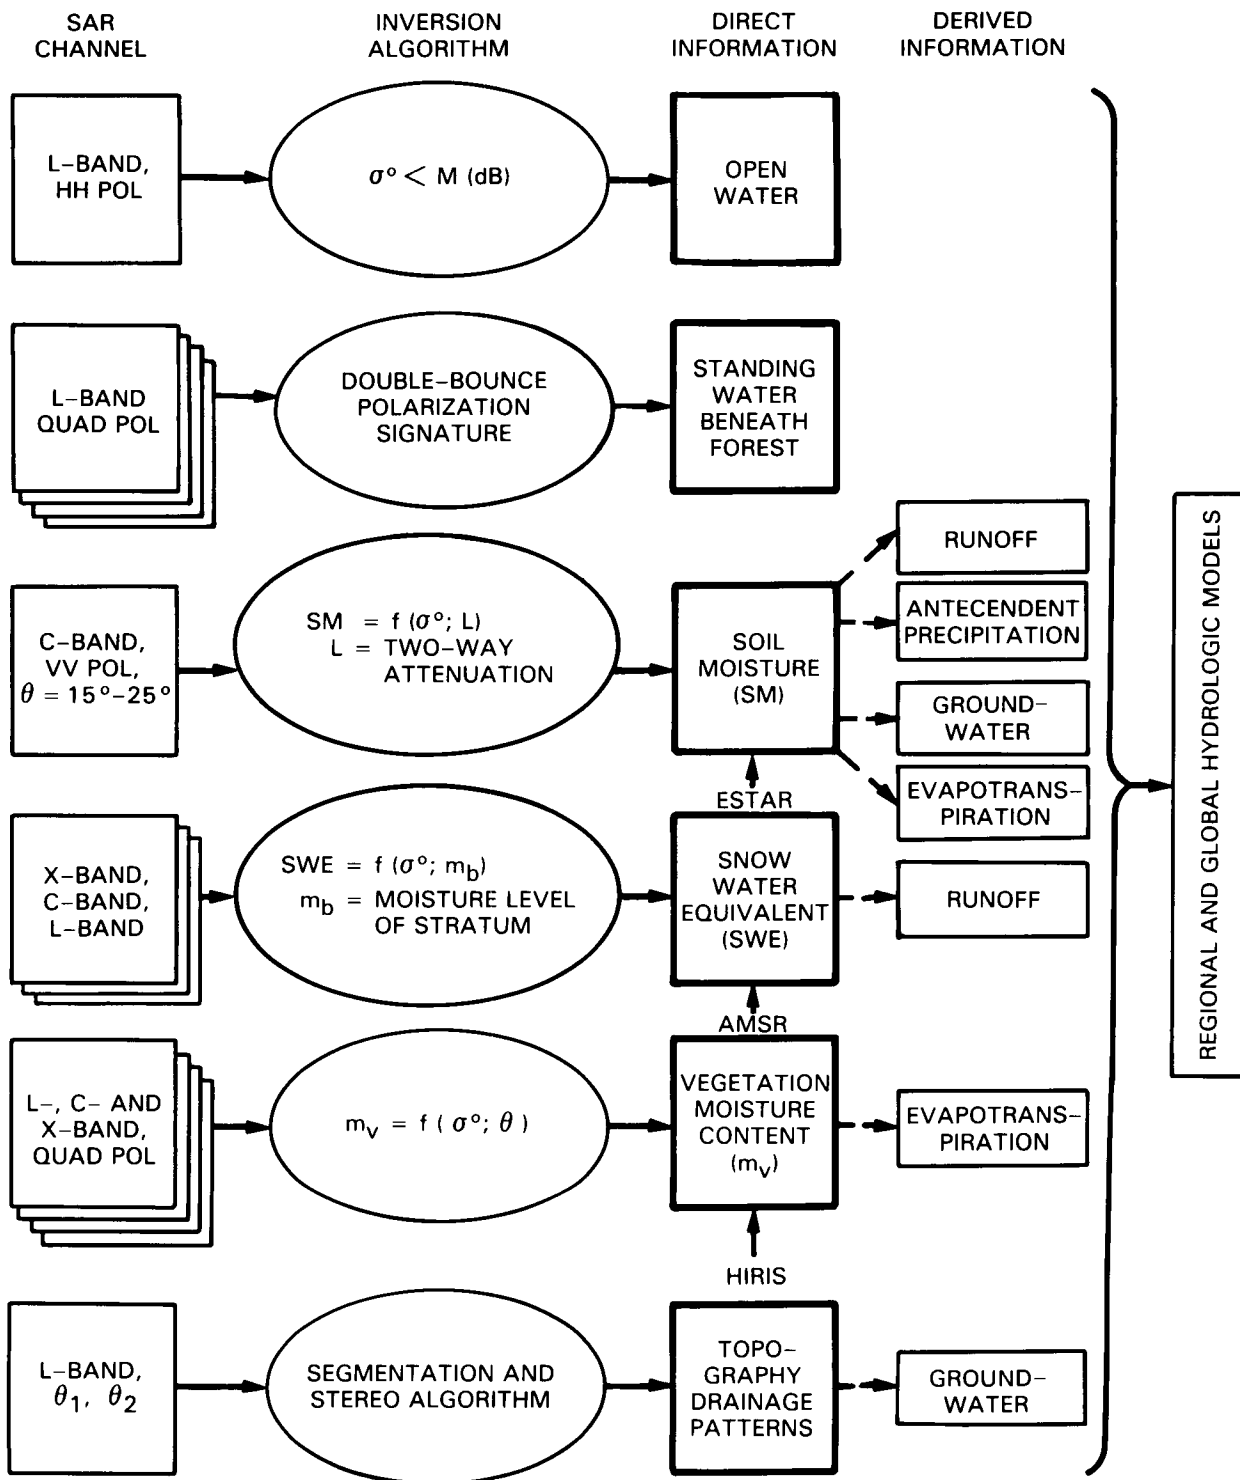 SAR
CHANNEL
INVERSION
ALGORITHM
DIRECT
INFORMATION
DERIVED
INFORMATION
L-BAND,
HH POL
σ° < M (dB)
OPEN
WATER
L-BAND
QUAD POL
DOUBLE-BOUNCE
POLARIZATION
SIGNATURE
STANDING
WATER
BENEATH
FOREST
C-BAND,
VV POL,
θ = 15°-25°
SM = f (σ°; L)
L = TWO-WAY
ATTENUATION
SOIL
MOISTURE
(SM)
RUNOFF
ANTECENDENT
PRECIPITATION
GROUND-
WATER
EVAPOTRANS-
PIRATION
ESTAR
X-BAND,
C-BAND,
L-BAND
SWE = f (σ°; m_b)
m_b = MOISTURE LEVEL
OF STRATUM
SNOW
WATER
EQUIVALENT
(SWE)
RUNOFF
AMSR
L-, C- AND
X-BAND,
QUAD POL
m_v = f ( σ°; θ )
VEGETATION
MOISTURE
CONTENT
(m_v)
EVAPOTRANS-
PIRATION
HIRIS
L-BAND,
θ₁, θ₂
SEGMENTATION AND
STEREO ALGORITHM
TOPO-
GRAPHY
DRAINAGE
PATTERNS
GROUND-
WATER
REGIONAL AND GLOBAL HYDROLOGIC MODELS